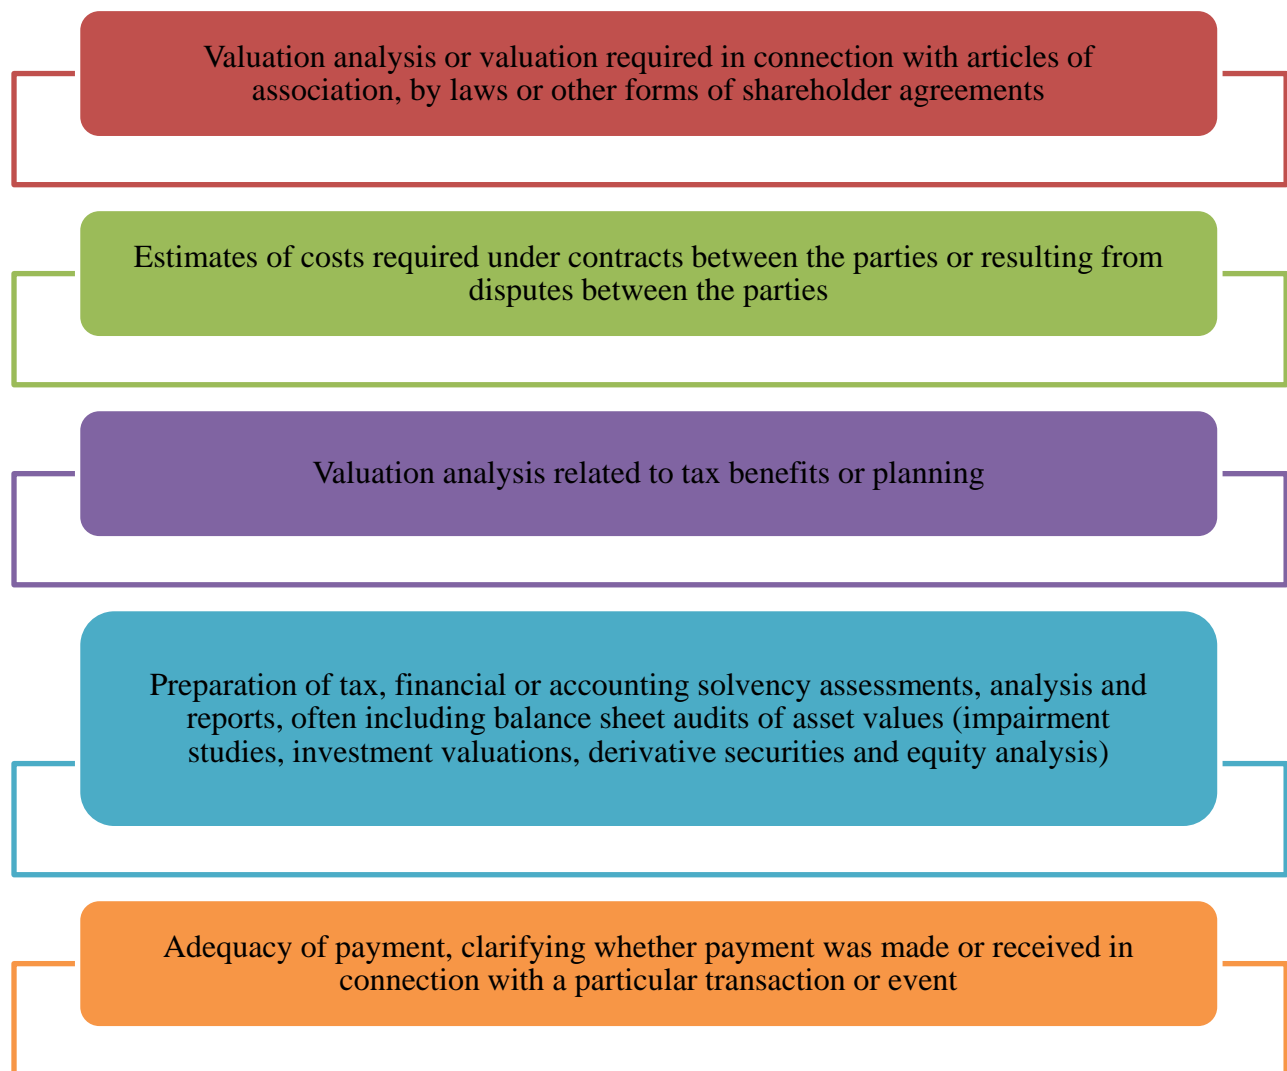 Valuation analysis or valuation required in connection with articles of
association, by laws or other forms of shareholder agreements
Estimates of costs required under contracts between the parties or resulting from
disputes between the parties
Valuation analysis related to tax benefits or planning
Preparation of tax, financial or accounting solvency assessments, analysis and
reports, often including balance sheet audits of asset values (impairment
studies, investment valuations, derivative securities and equity analysis)
Adequacy of payment, clarifying whether payment was made or received in
connection with a particular transaction or event